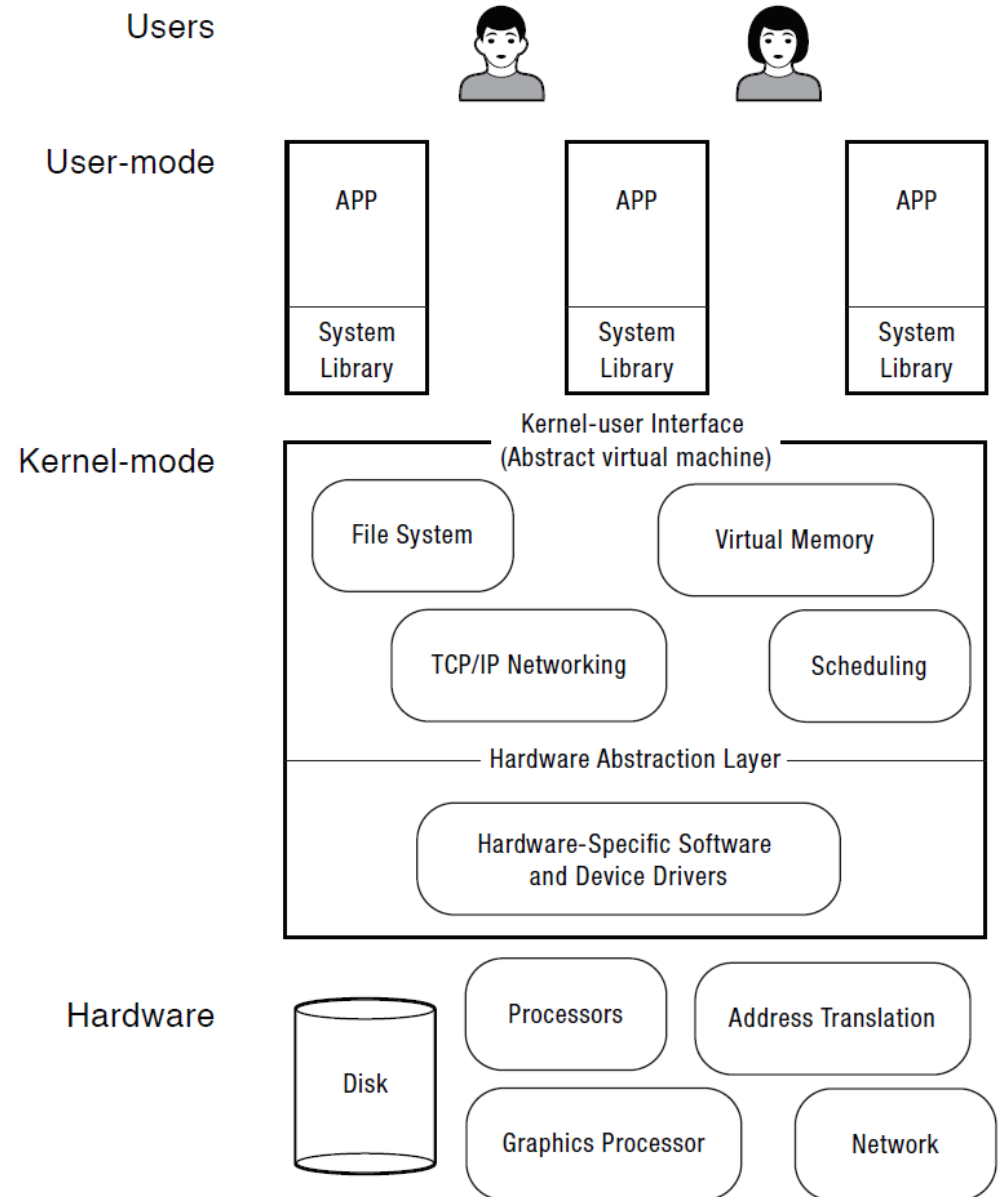 Users
User-mode
APP
APP
APP
System
Library
System
Library
System
Library
Kernel-mode
Kernel-user Interface
(Abstract virtual machine)
File System
Virtual Memory
TCP/IP Networking
Scheduling
Hardware Abstraction Layer
Hardware-Specific Software
and Device Drivers
Hardware
Disk
Processors
Address Translation
Graphics Processor
Network